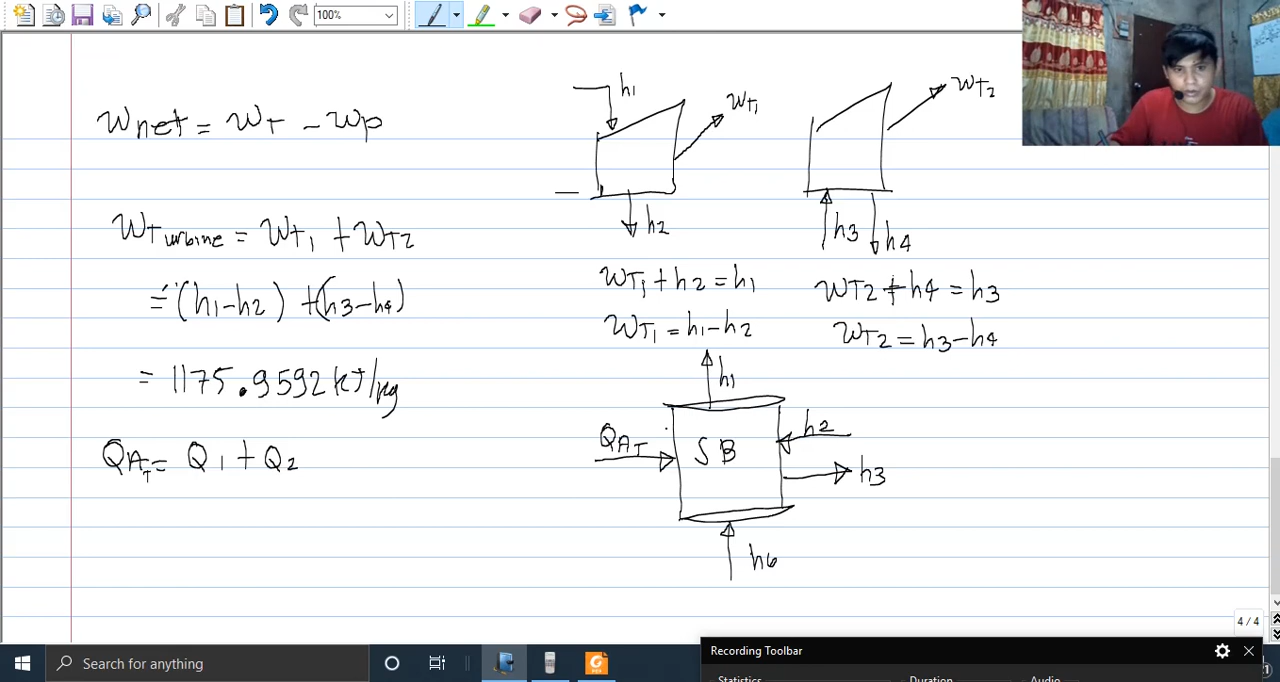 100%
Wnet = WT - Wp
WTurbine = WT1 + WT2
= (h1-h2) + (h3-h4)
= 1175.9592 kJ/kg
QAT = Q1 + Q2
h1
WT1
h2
WT1 + h2 = h1
WT1 = h1-h2
WT2
h3
h4
WT2 + h4 = h3
WT2 = h3-h4
h1
QAT
SB
h2
h3
h6
4 / 4
Recording Toolbar
Search for anything
Statistics
Duration
Audio